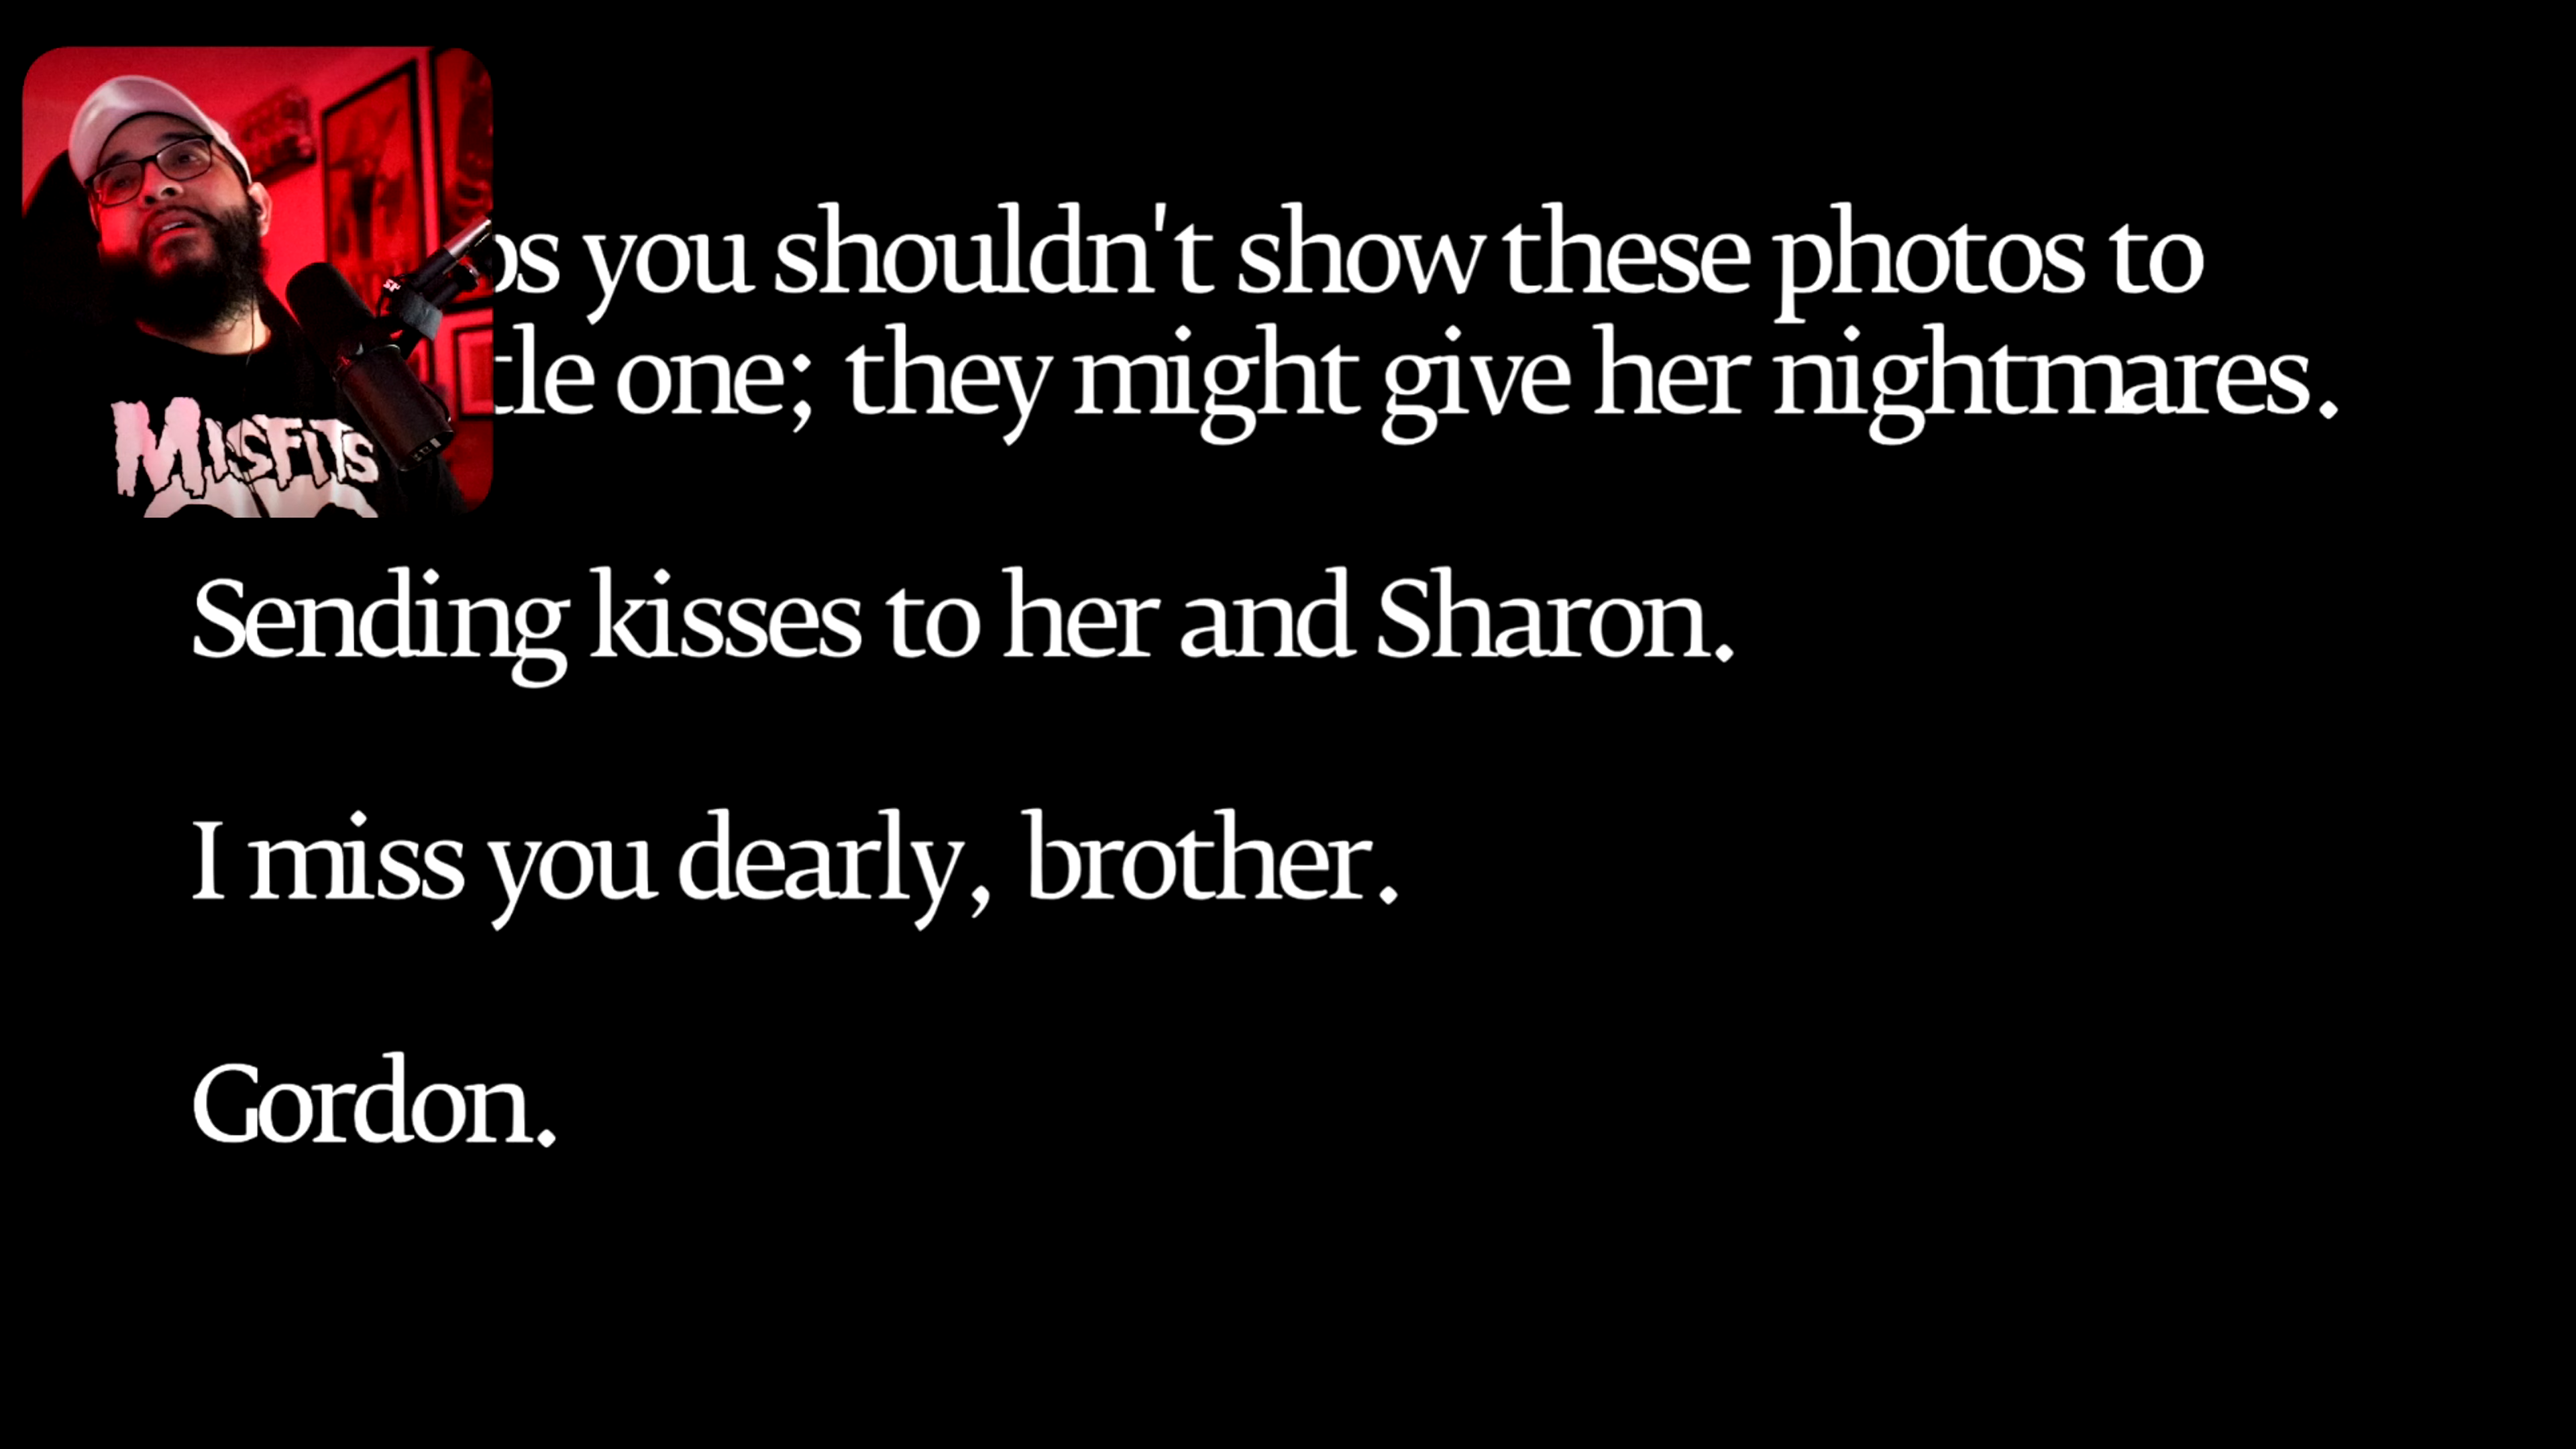 you shouldn't show these photos to
one; they might give her nightmares.
Sending kisses to her and Sharon.
I miss you dearly, brother.
Gordon.
MISFITS